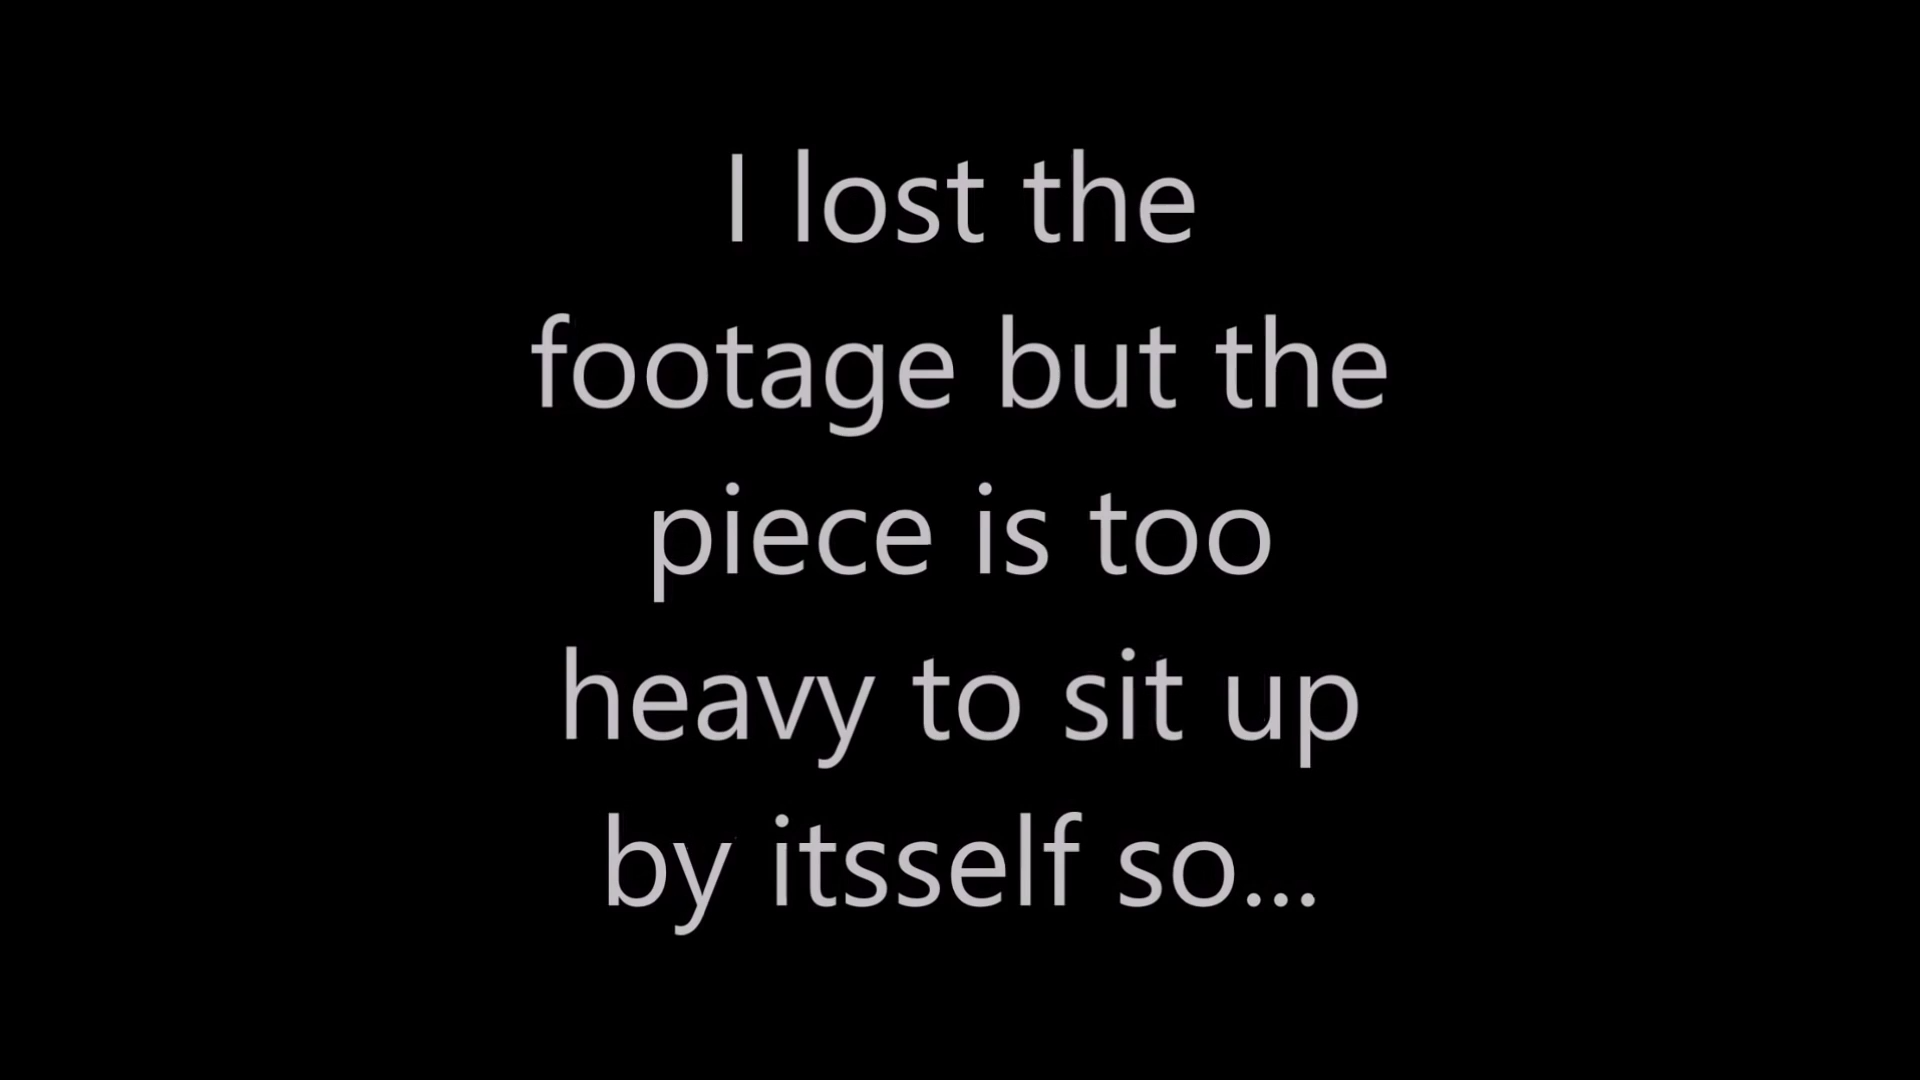 I lost the
footage but the
piece is too
heavy to sit up
by itsself so...